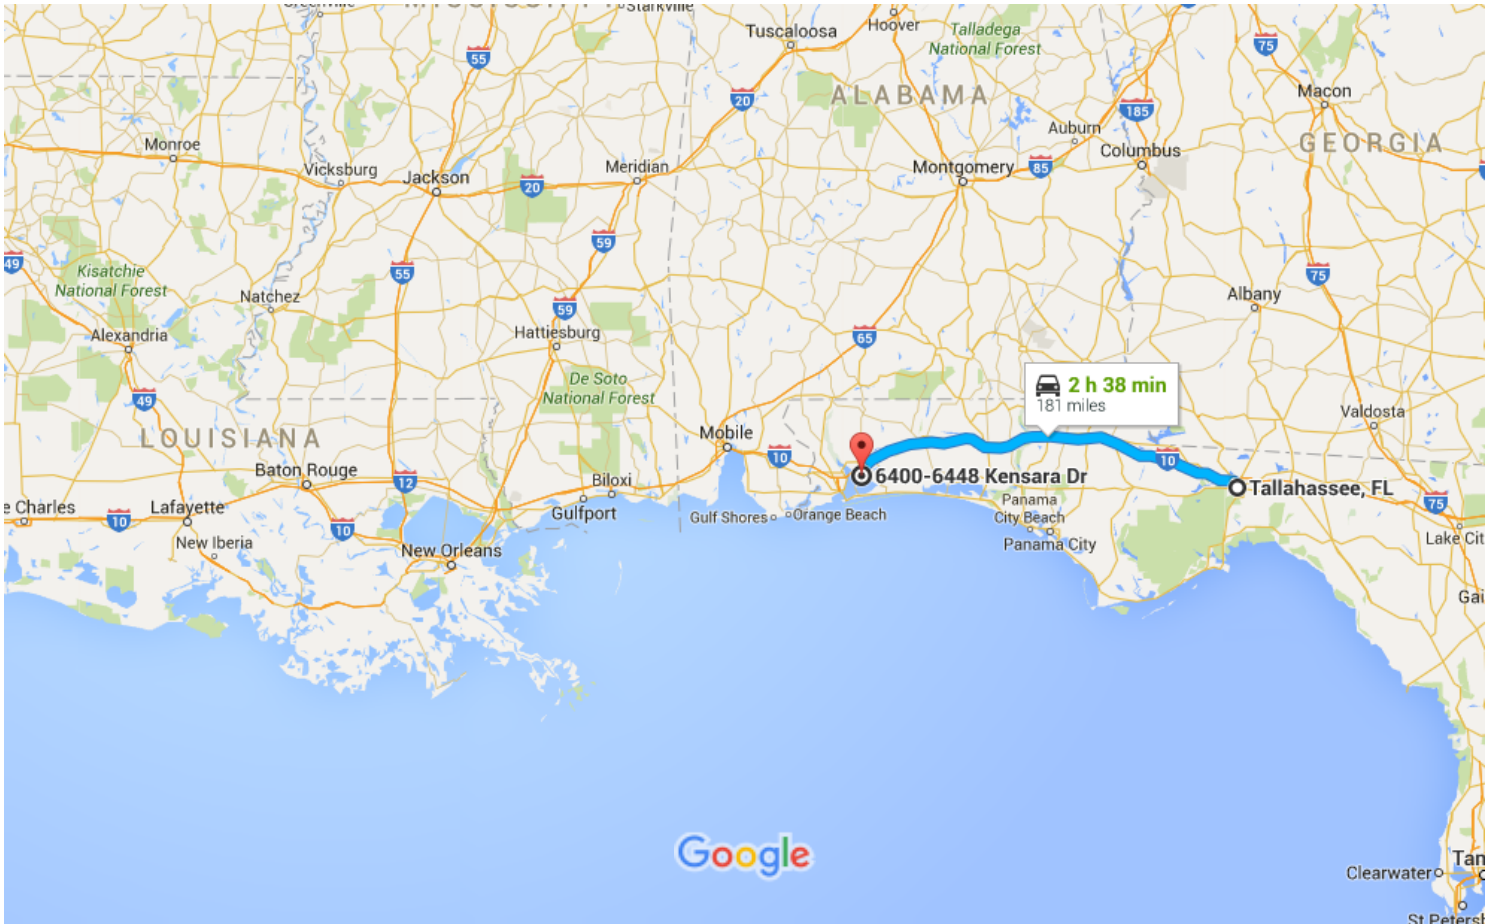 Starkville
Tuscaloosa
Hoover
Talladega
National Forest
75
55
20
ALABAMA
185
Macon
Auburn
GEORGIA
Monroe
Columbus
Vicksburg
Jackson
Meridian
Montgomery
85
20
59
49
55
75
Kisatchie
National Forest
Natchez
Albany
59
Alexandria
Hattiesburg
65
De Soto
National Forest
2 h 38 min
181 miles
49
Valdosta
LOUISIANA
Mobile
10
10
Baton Rouge
12
Biloxi
6400-6448 Kensara Dr
Tallahassee, FL
e Charles
10
Lafayette
10
Gulfport
Gulf Shores
Orange Beach
Panama
City Beach
Panama City
75
Lake Cit
New Iberia
New Orleans
Gai
Google
Clearwater
Tan
St Petersb